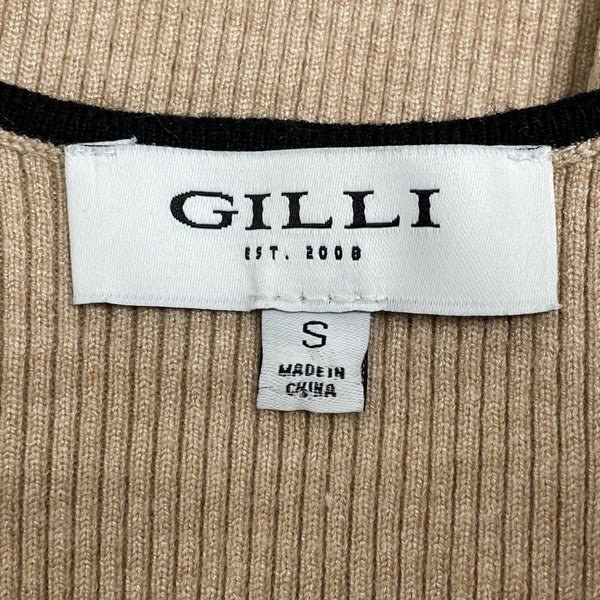 GILLI
EST. 2008
S
MADE IN
CHINA